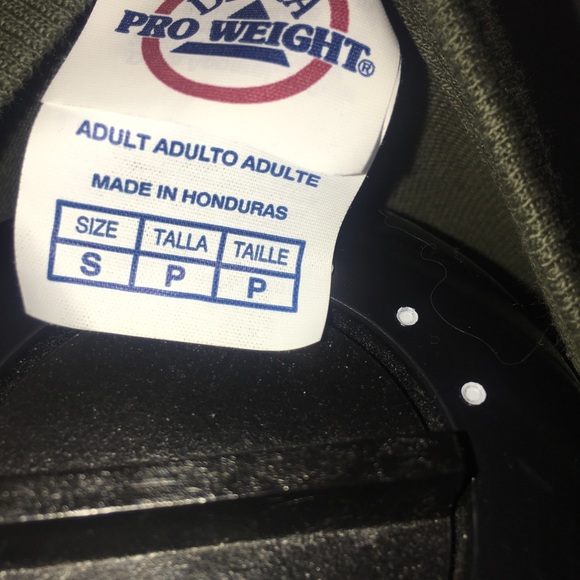 PRO WEIGHT®
ADULT ADULTO ADULTE
MADE IN HONDURAS
SIZE TALLA TAILLE
S P P